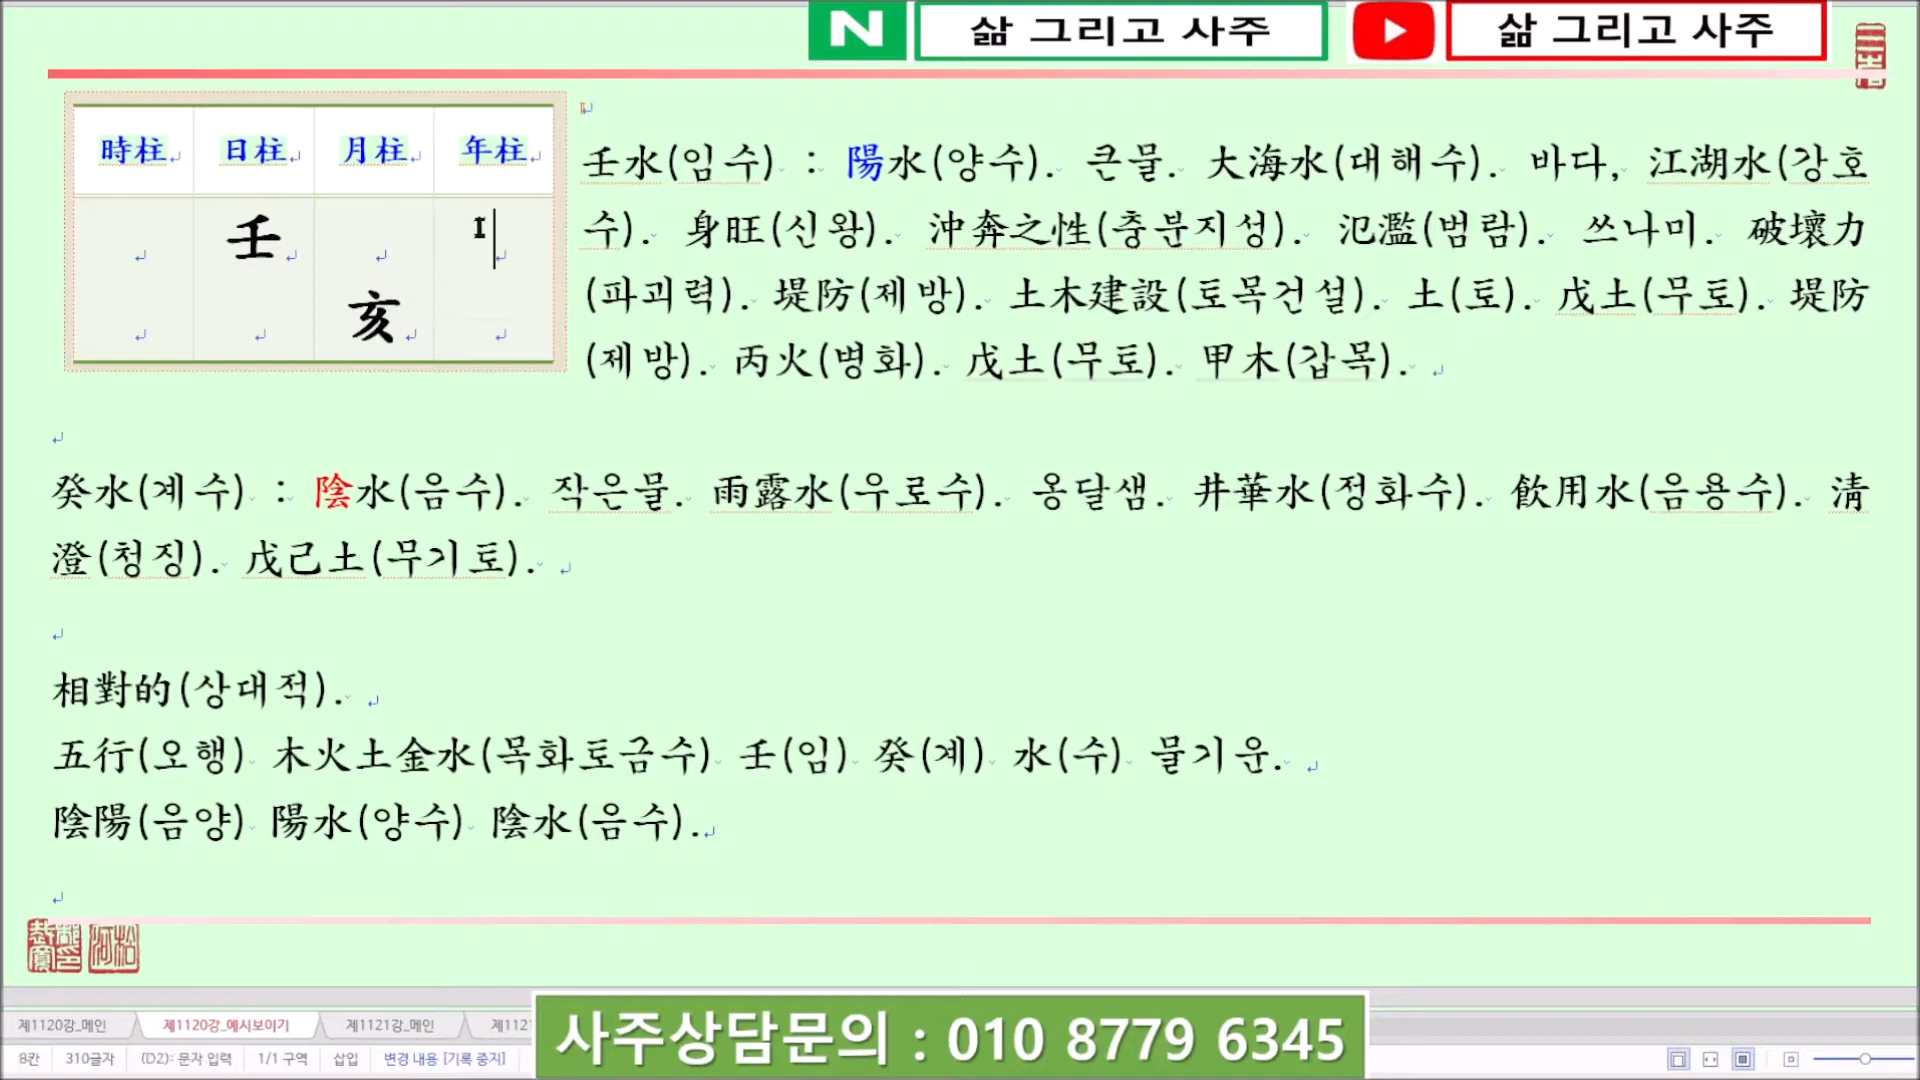 N 삶 그리고 사주 삶 그리고 사주
時柱 日柱 月柱 年柱
壬
亥
壬水(임수) : 陽水(양수). 큰물. 大海水(대해수). 바다, 江湖水(강호
수). 身旺(신왕). 沖奔之性(충분지성). 氾濫(범람). 쓰나미. 破壞力
(파괴력). 堤防(제방). 土木建設(토목건설). 土(토). 戊土(무토). 堤防
(제방). 丙火(병화). 戊土(무토). 甲木(갑목).
癸水(계수) : 陰水(음수). 작은물. 雨露水(우로수). 옹달샘. 井華水(정화수). 飮用水(음용수). 淸
澄(청징). 戊己土(무기토).
相對的(상대적).
五行(오행) 木火土金水(목화토금수) 壬(임) 癸(계) 水(수) 물기운.
陰陽(음양) 陽水(양수) 陰水(음수).
제1120강_메인 제1120강_예시보이기 제1121강_메인 제112
사주상담문의 : 010 8779 6345
8칸 310글자 (D2): 문자 입력 1/1 구역 삽입 변경 내용 [기록 중지]